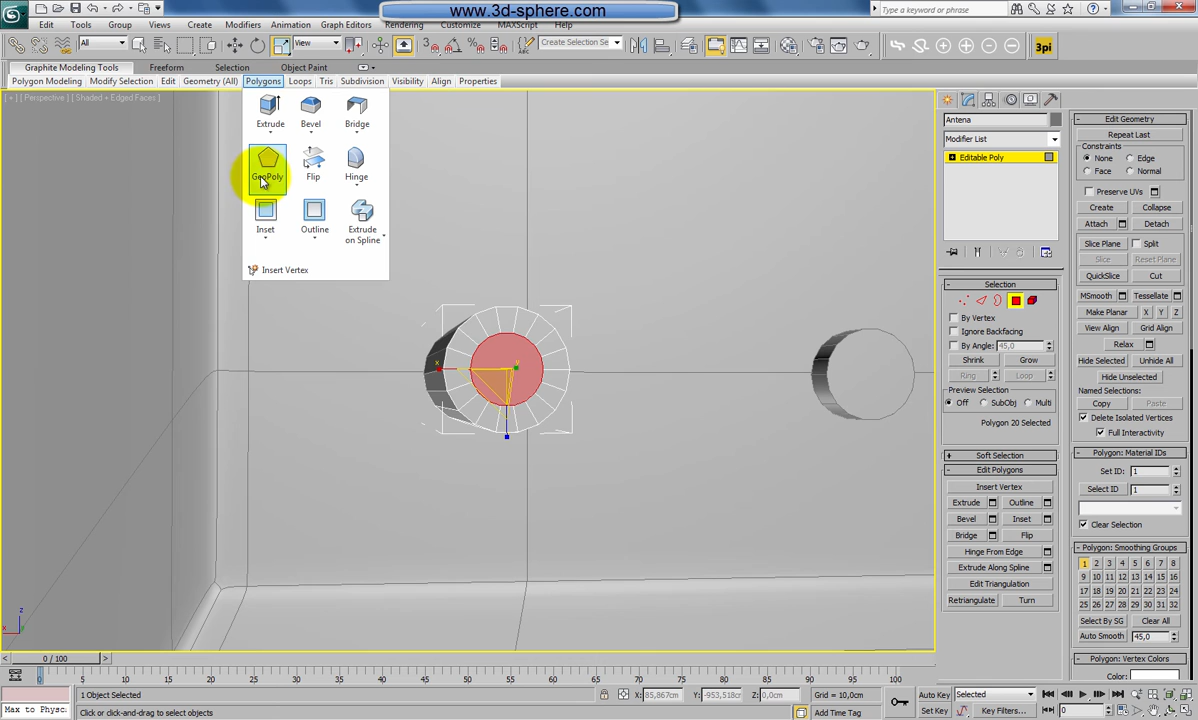 www.3d-sphere.com
Type a keyword or phrase
Edit Tools Group Views Create Modifiers Animation Graph Editors Rendering Customize MAXScript Help
All View Create Selection Se 3pi
Graphite Modeling Tools Freeform Selection Object Paint
Polygon Modeling Modify Selection Edit Geometry (All) Polygons Loops Tris Subdivision Visibility Align Properties
[ + ] [ Perspective ] [ Shaded + Edged Faces ]
Extrude Bevel Bridge
GeoPoly Flip Hinge
Inset Outline Extrude
on Spline
Insert Vertex
x
y
z
x
Antena
Modifier List
Editable Poly
Selection
By Vertex
Ignore Backfacing
By Angle: 45,0
Shrink Grow
Ring Loop
Preview Selection
Off SubObj Multi
Polygon 20 Selected
Soft Selection
Edit Polygons
Insert Vertex
Extrude Outline
Bevel Inset
Bridge Flip
Hinge From Edge
Extrude Along Spline
Edit Triangulation
Retriangulate Turn
Edit Geometry
Repeat Last
Constraints
None Edge
Face Normal
Preserve UVs
Create Collapse
Attach Detach
Slice Plane Split
Slice Reset Plane
QuickSlice Cut
MSmooth Tessellate
Make Planar X Y Z
View Align Grid Align
Relax
Hide Selected Unhide All
Hide Unselected
Named Selections:
Copy Paste
Delete Isolated Vertices
Full Interactivity
Polygon: Material IDs
Set ID: 1
Select ID 1
Clear Selection
Polygon: Smoothing Groups
1 2 3 4 5 6 7 8
9 10 11 12 13 14 15 16
17 18 19 20 21 22 23 24
25 26 27 28 29 30 31 32
Select By SG Clear All
Auto Smooth 45,0
Polygon: Vertex Colors
Color:
0 / 100
0 5 10 15 20 25 30 35 40 45 50 55 60 65 70 75 80 85 90 95 100
1 Object Selected X: 85,867cm Y: -953,518cm Z: 0,0cm Grid = 10,0cm Auto Key Selected
Max to Physc Click or click-and-drag to select objects Add Time Tag Set Key Key Filters... 0